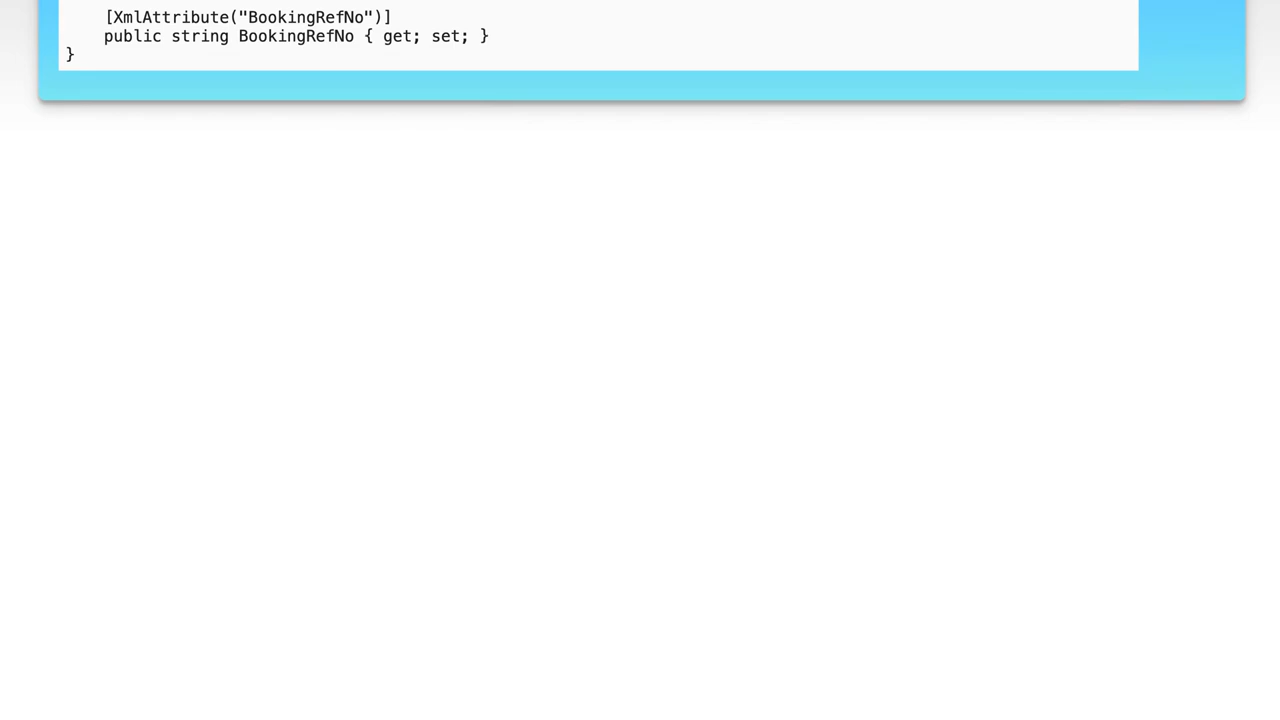 [XmlAttribute("BookingRefNo")]
public string BookingRefNo { get; set; }
}